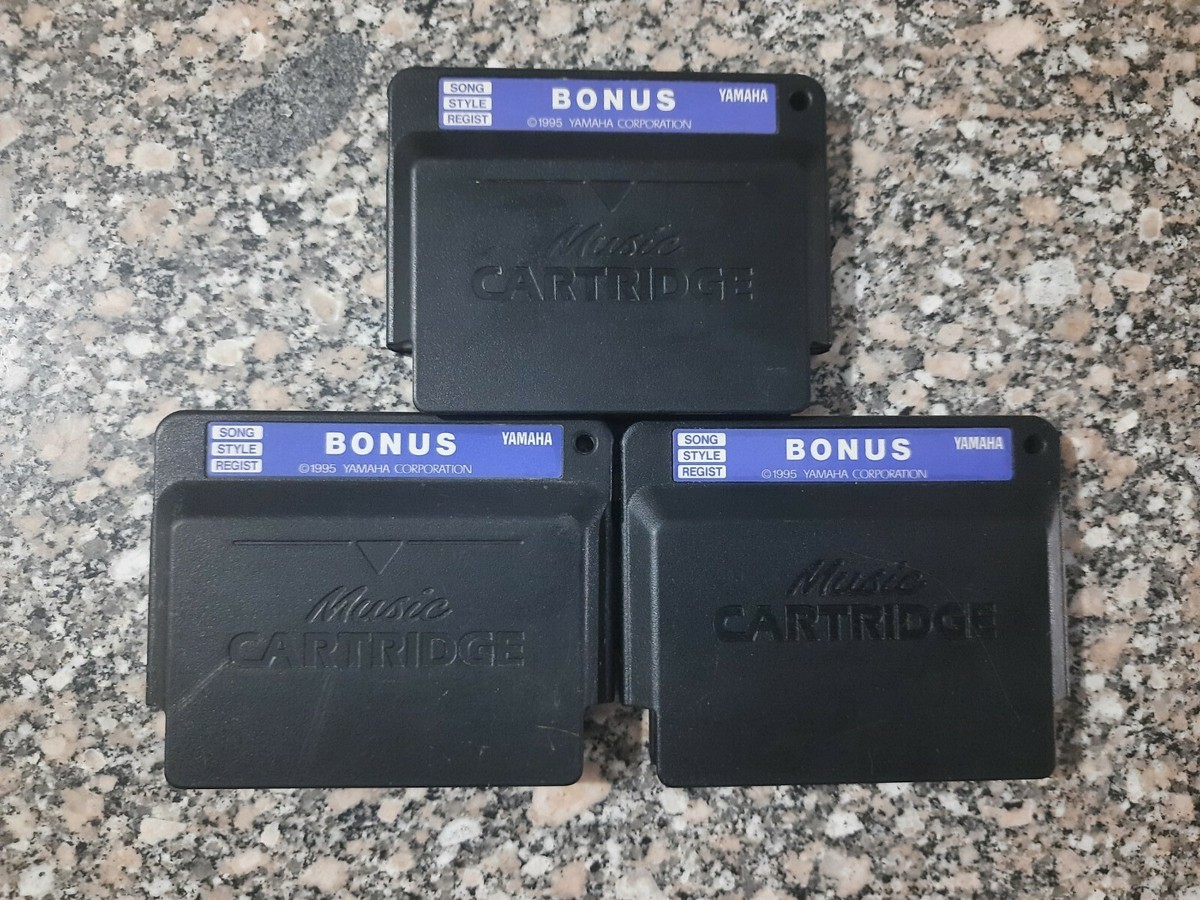 SONG
STYLE
REGIST
BONUS
YAMAHA
©1995 YAMAHA CORPORATION
Music
CARTRIDGE
SONG
STYLE
REGIST
BONUS
YAMAHA
©1995 YAMAHA CORPORATION
Music
CARTRIDGE
SONG
STYLE
REGIST
BONUS
YAMAHA
©1995 YAMAHA CORPORATION
Music
CARTRIDGE